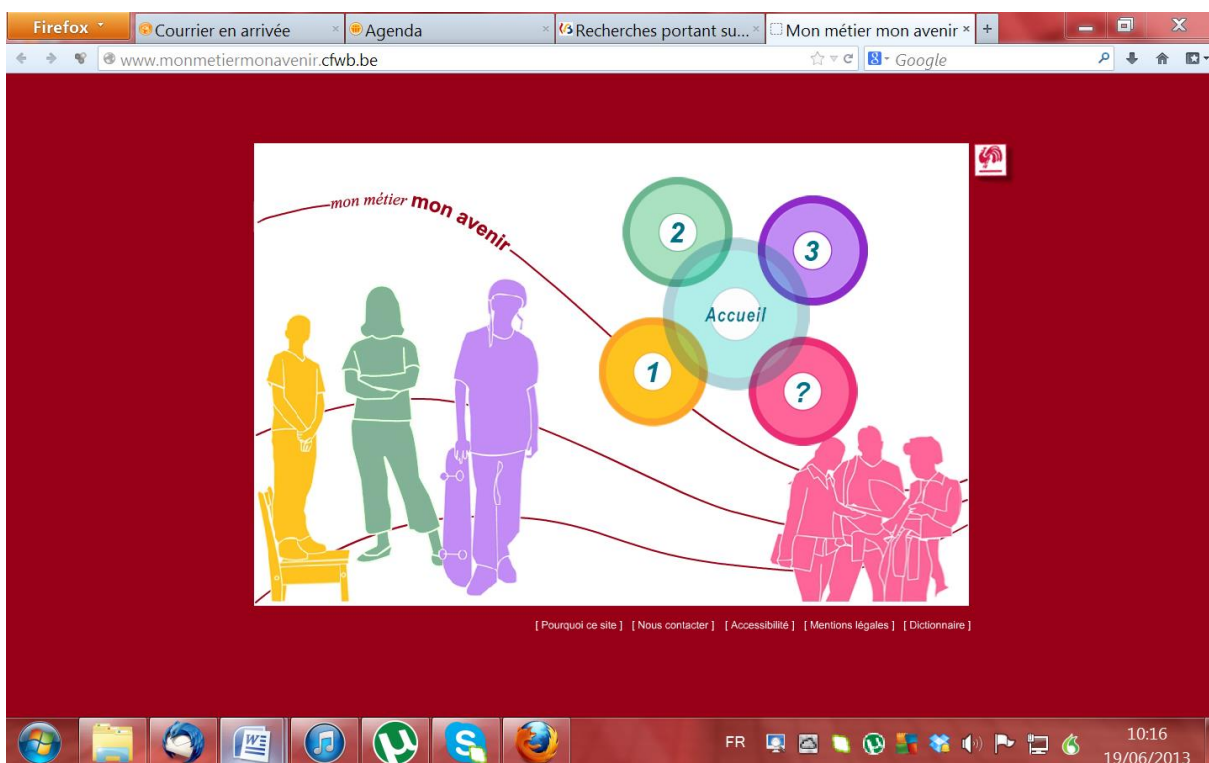 Firefox
Courrier en arrivée
Agenda
Recherches portant su...
Mon métier mon avenir
www.monmetiermonavenir.cfwb.be
Google
mon métier mon avenir
2
3
Accueil
1
?
[ Pourquoi ce site ] [ Nous contacter ] [ Accessibilité ] [ Mentions légales ] [ Dictionnaire ]
FR
10:16
19/06/2013